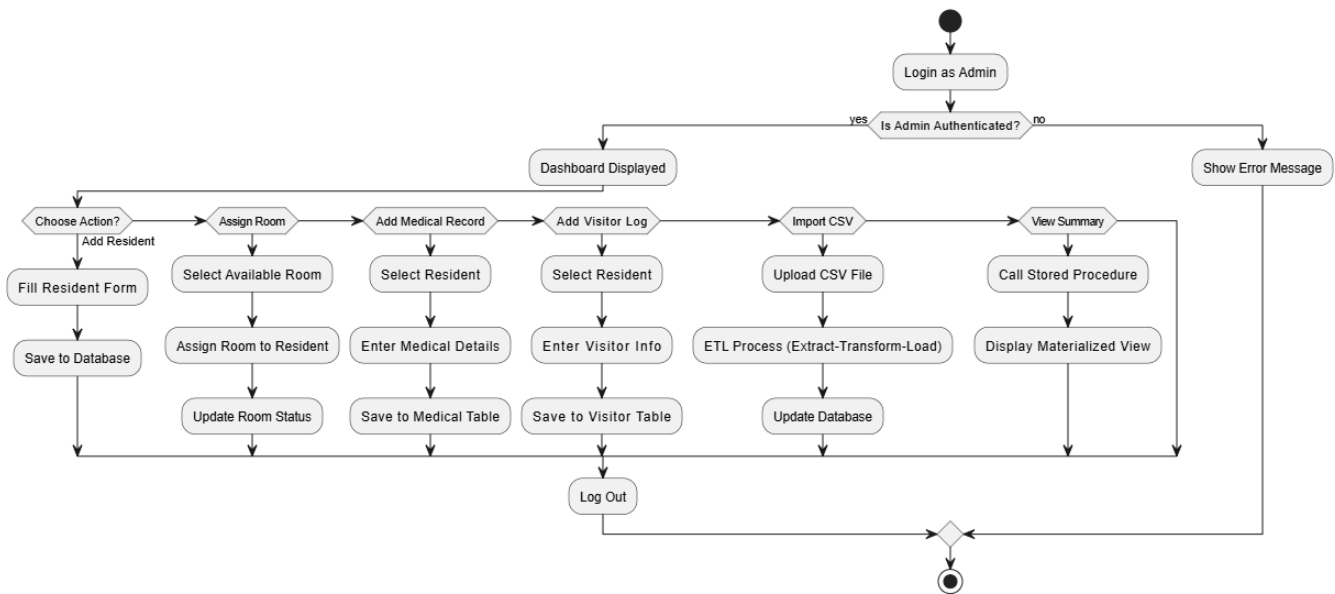 Login as Admin
yes
Is Admin Authenticated?
no
Dashboard Displayed
Show Error Message
Choose Action?
Assign Room
Add Medical Record
Add Visitor Log
Import CSV
View Summary
Add Resident
Fill Resident Form
Select Available Room
Select Resident
Select Resident
Upload CSV File
Call Stored Procedure
Save to Database
Assign Room to Resident
Enter Medical Details
Enter Visitor Info
ETL Process (Extract-Transform-Load)
Display Materialized View
Update Room Status
Save to Medical Table
Save to Visitor Table
Update Database
Log Out